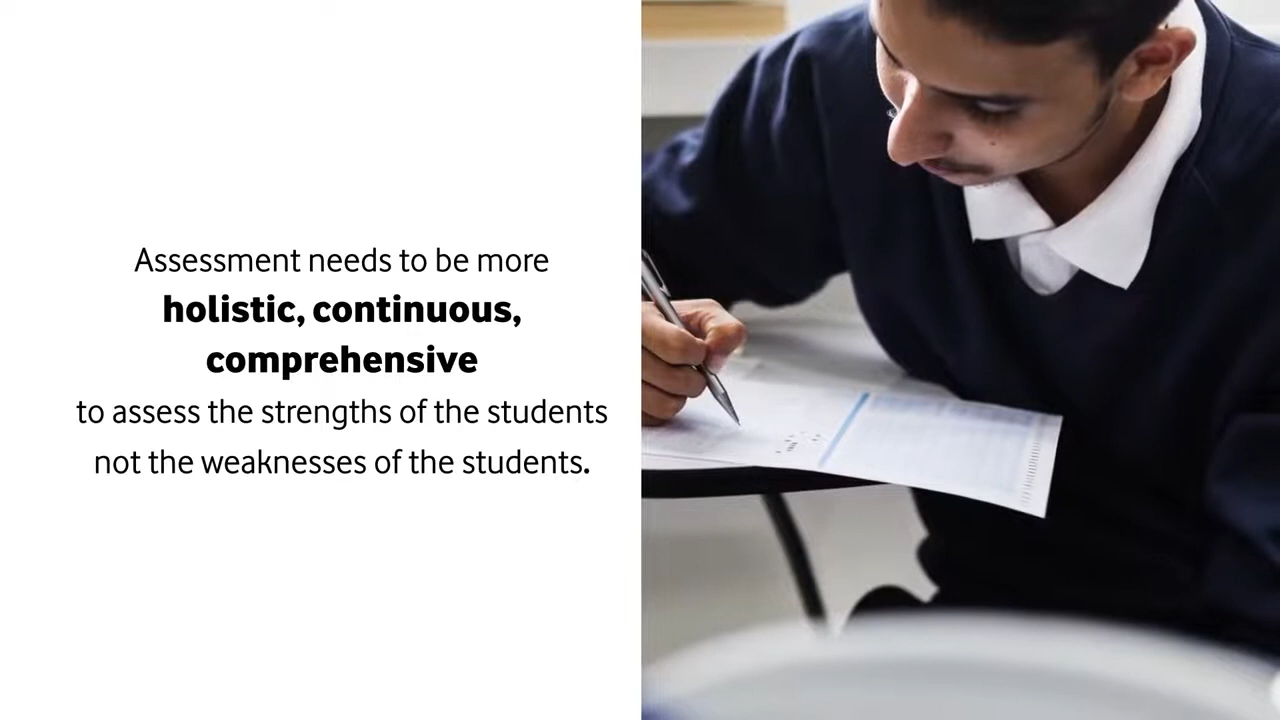 Assessment needs to be more
holistic, continuous,
comprehensive
to assess the strengths of the students
not the weaknesses of the students.